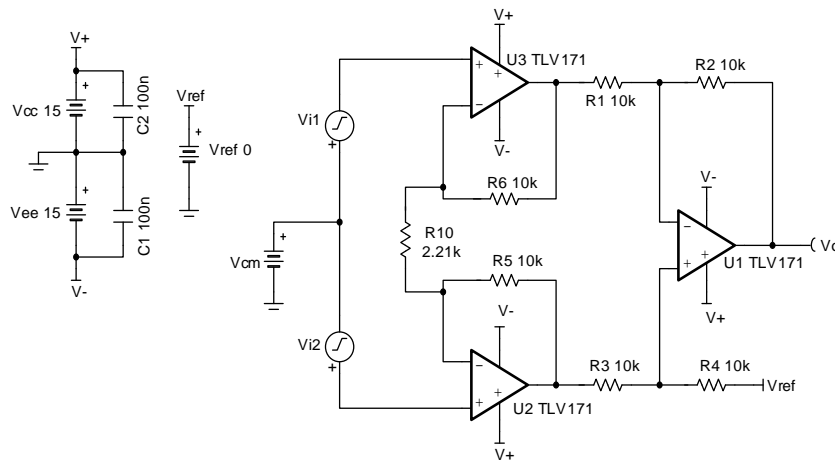 V+
Vcc 15
C2 100n
Vref
Vref 0
Vee 15
C1 100n
V-
Vi1
Vcm
Vi2
V+
U3 TLV171
V-
R6 10k
R10
2.21k
R5 10k
V-
U2 TLV171
V+
R1 10k
R2 10k
V-
U1 TLV171
V+
R3 10k
R4 10k
Vref